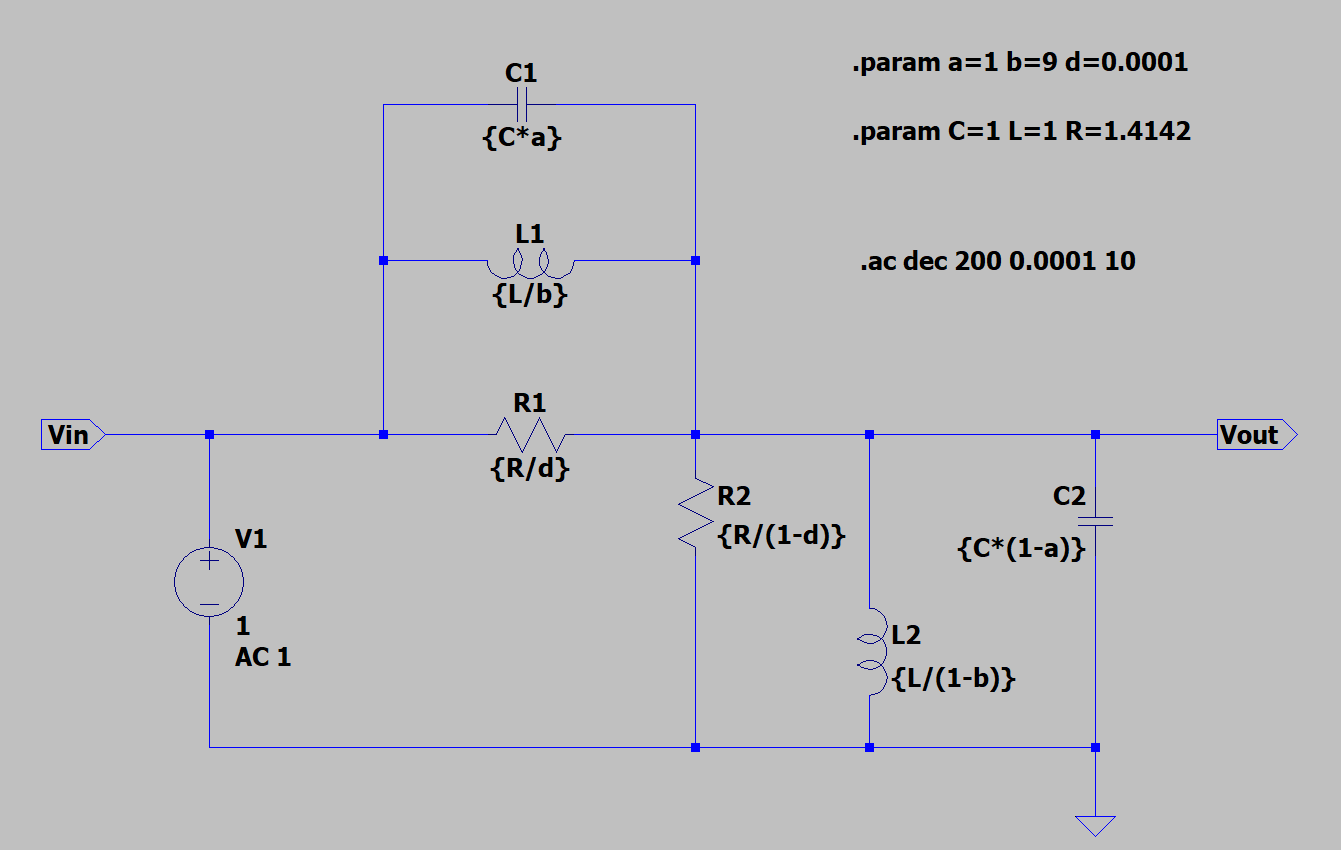 C1
{C*a}
.param a=1 b=9 d=0.0001
.param C=1 L=1 R=1.4142
L1
{L/b}
.ac dec 200 0.0001 10
R1
{R/d}
Vin
Vout
R2
{R/(1-d)}
C2
{C*(1-a)}
V1
1
AC 1
L2
{L/(1-b)}